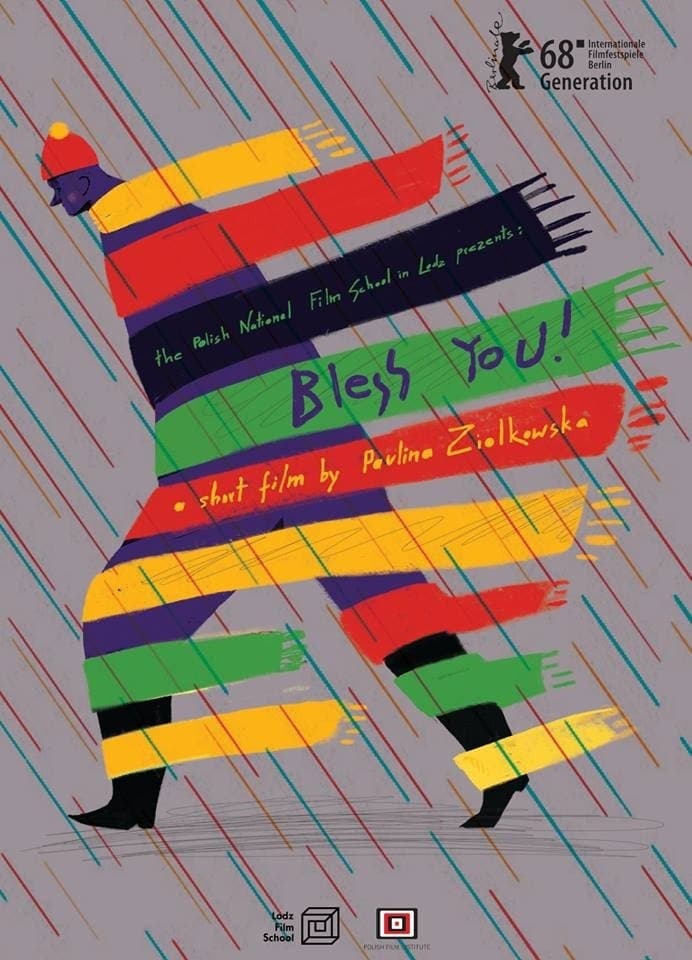 Berlinale
68
Internationale
Filmfestspiele
Berlin
Generation
the Polish National Film School in Lodz prezents:
Bless You!
a short film by Paulina Ziolkowska
Lodz
Film
School
POLISH FILM INSTITUTE